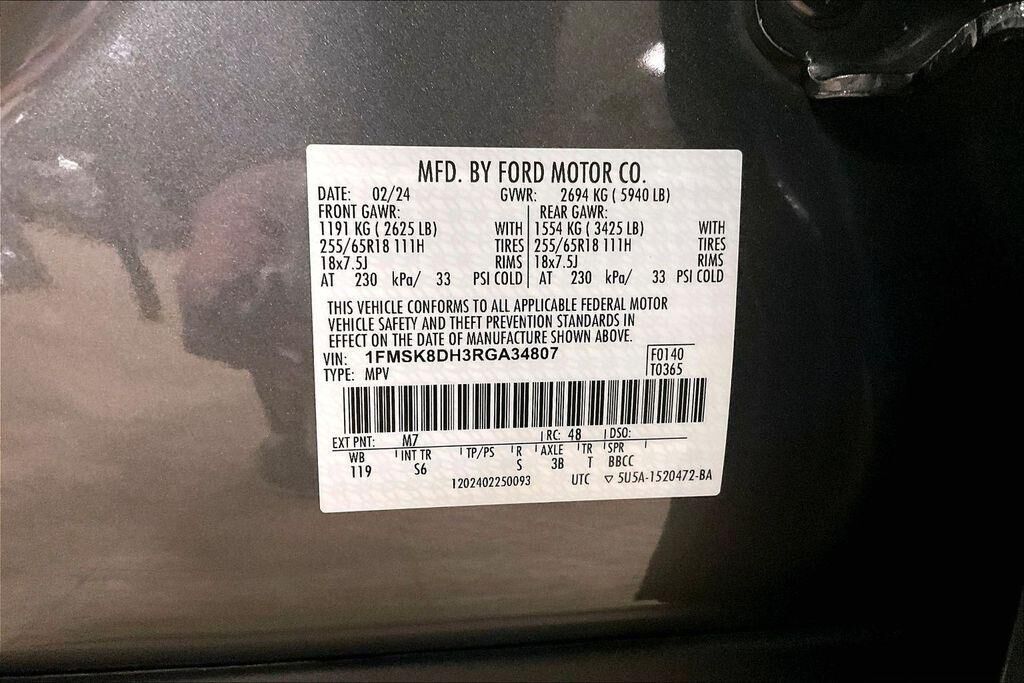 MFD. BY FORD MOTOR CO.
DATE: 02/24 GVWR: 2694 KG ( 5940 LB)
FRONT GAWR: REAR GAWR:
1191 KG ( 2625 LB) WITH 1554 KG ( 3425 LB) WITH
255/65R18 111H TIRES 255/65R18 111H TIRES
18x7.5J RIMS 18x7.5J RIMS
AT 230 kPa/ 33 PSI COLD AT 230 kPa/ 33 PSI COLD
THIS VEHICLE CONFORMS TO ALL APPLICABLE FEDERAL MOTOR
VEHICLE SAFETY AND THEFT PREVENTION STANDARDS IN
EFFECT ON THE DATE OF MANUFACTURE SHOWN ABOVE.
VIN: 1FMSK8DH3RGA34807 F0140
TYPE: MPV T0365
EXT PNT: M7 RC: 48 DSO:
WB INT TR TP/PS R AXLE TR SPR
119 S6 S 3B T BBCC
1202402250093 UTC ▽ 5U5A-1520472-BA